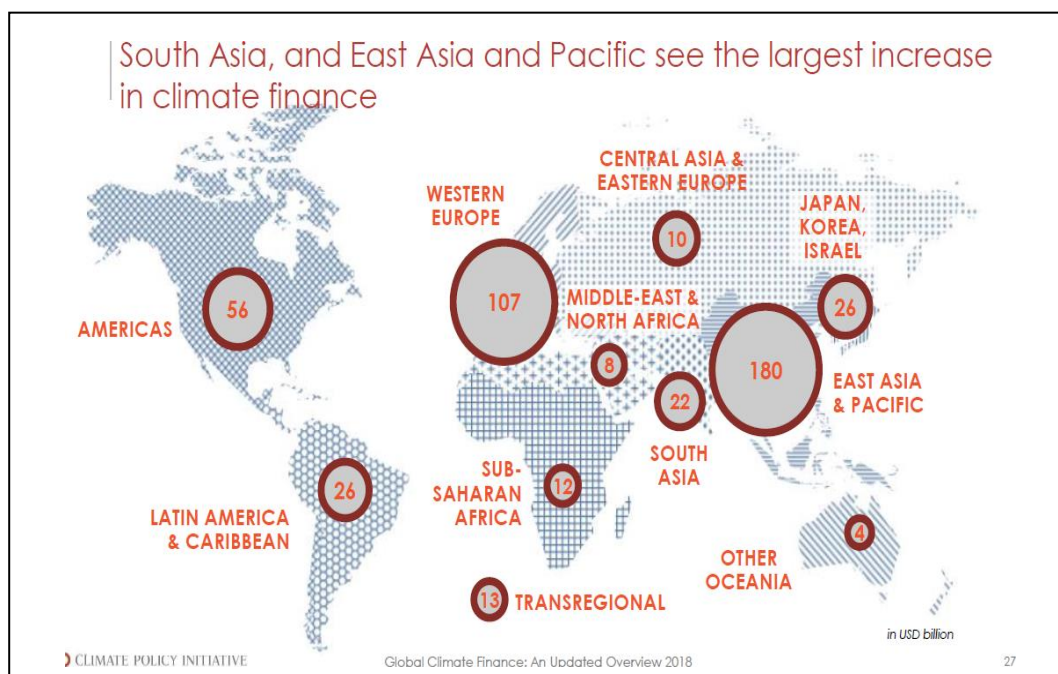 South Asia, and East Asia and Pacific see the largest increase
in climate finance
CENTRAL ASIA &
EASTERN EUROPE
10
WESTERN
EUROPE
107
JAPAN,
KOREA,
ISRAEL
26
AMERICAS
56
MIDDLE-EAST &
NORTH AFRICA
8
180
EAST ASIA
& PACIFIC
22
SOUTH
ASIA
SUB-
SAHARAN
AFRICA
12
26
LATIN AMERICA
& CARIBBEAN
4
OTHER
OCEANIA
13 TRANSREGIONAL
in USD billion
CLIMATE POLICY INITIATIVE
Global Climate Finance: An Updated Overview 2018
27